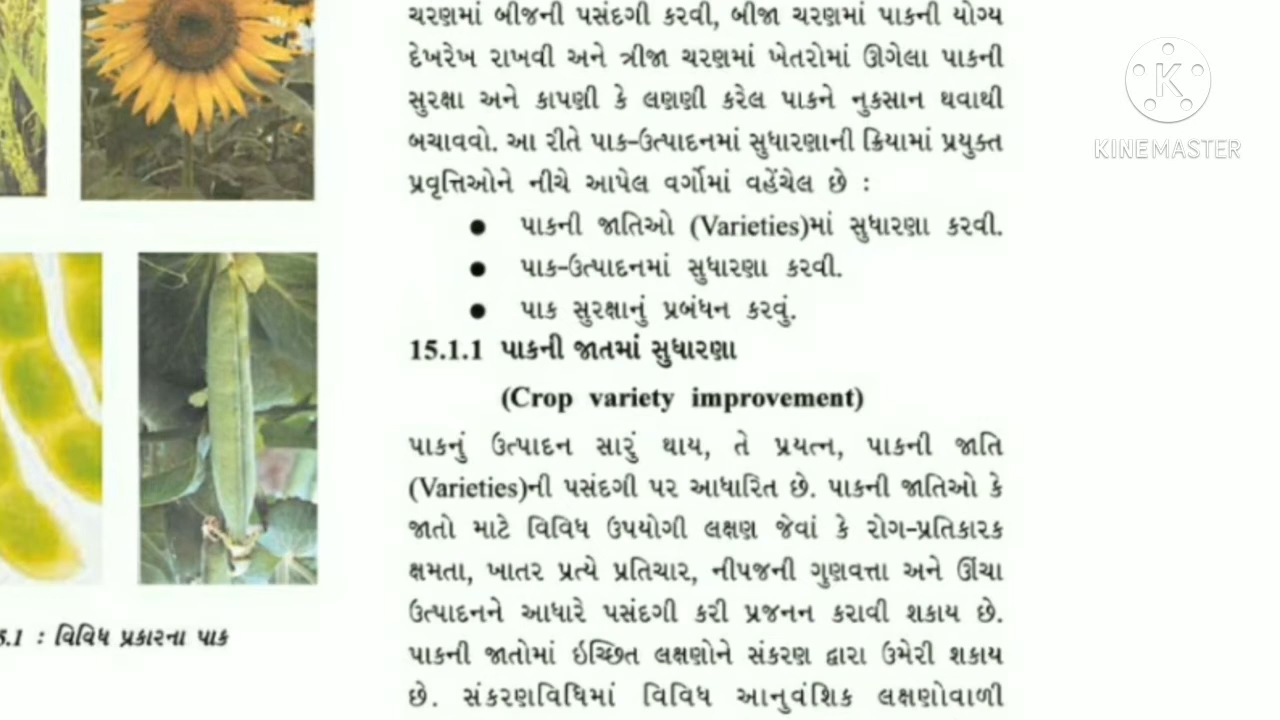 ચરણમાં બીજની પસંદગી કરવી, બીજા ચરણમાં પાકની યોગ્ય
દેખરેખ રાખવી અને ત્રીજા ચરણમાં ખેતરોમાં ઊગેલા પાકની
સુરક્ષા અને કાપણી કે લણણી કરેલ પાકને નુકસાન થવાથી
બચાવવો. આ રીતે પાક-ઉત્પાદનમાં સુધારણાની ક્રિયામાં પ્રયુક્ત
પ્રવૃત્તિઓને નીચે આપેલ વર્ગોમાં વહેંચેલ છે :
● પાકની જાતિઓ (Varieties)માં સુધારણા કરવી.
● પાક-ઉત્પાદનમાં સુધારણા કરવી.
● પાક સુરક્ષાનું પ્રબંધન કરવું.
15.1.1 પાકની જાતમાં સુધારણા
(Crop variety improvement)
પાકનું ઉત્પાદન સારું થાય, તે પ્રયત્ન, પાકની જાતિ
(Varieties)ની પસંદગી પર આધારિત છે. પાકની જાતિઓ કે
જાતો માટે વિવિધ ઉપયોગી લક્ષણ જેવાં કે રોગ-પ્રતિકારક
ક્ષમતા, ખાતર પ્રત્યે પ્રતિચાર, નીપજની ગુણવત્તા અને ઊંચા
ઉત્પાદનને આધારે પસંદગી કરી પ્રજનન કરાવી શકાય છે.
પાકની જાતોમાં ઇચ્છિત લક્ષણોને સંકરણ દ્વારા ઉમેરી શકાય
છે. સંકરણવિધિમાં વિવિધ આનુવંશિક લક્ષણોવાળી
5.1 : વિવિધ પ્રકારના પાક
K
KINEMASTER